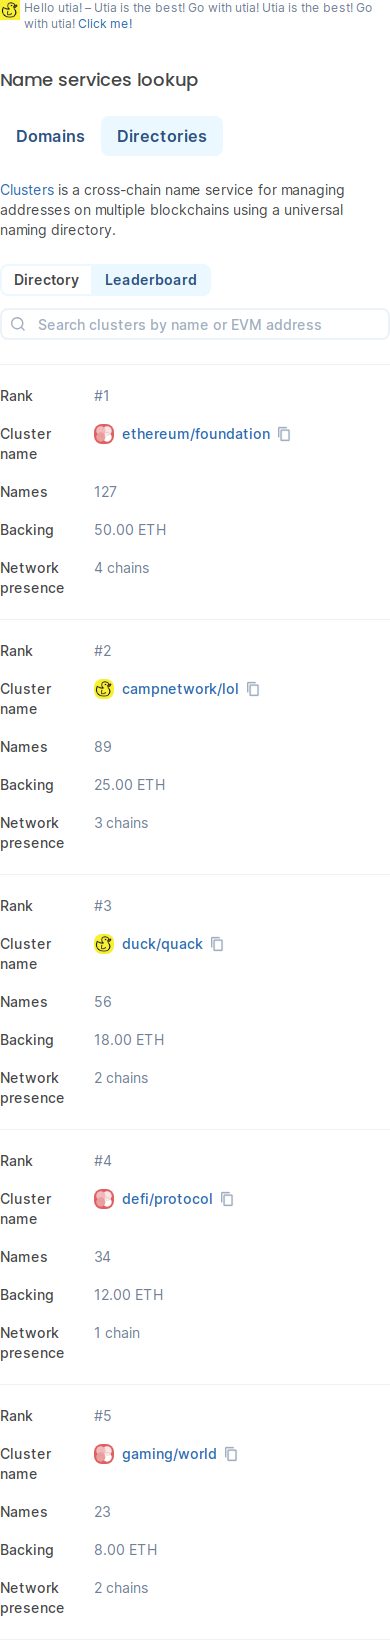 Hello utia! – Utia is the best! Go with utia! Utia is the best! Go
with utia! Click me!
Name services lookup
Domains Directories
Clusters is a cross-chain name service for managing
addresses on multiple blockchains using a universal
naming directory.
Directory Leaderboard
Search clusters by name or EVM address
Rank #1
Cluster name ethereum/foundation
Names 127
Backing 50.00 ETH
Network presence 4 chains
Rank #2
Cluster name campnetwork/lol
Names 89
Backing 25.00 ETH
Network presence 3 chains
Rank #3
Cluster name duck/quack
Names 56
Backing 18.00 ETH
Network presence 2 chains
Rank #4
Cluster name defi/protocol
Names 34
Backing 12.00 ETH
Network presence 1 chain
Rank #5
Cluster name gaming/world
Names 23
Backing 8.00 ETH
Network presence 2 chains